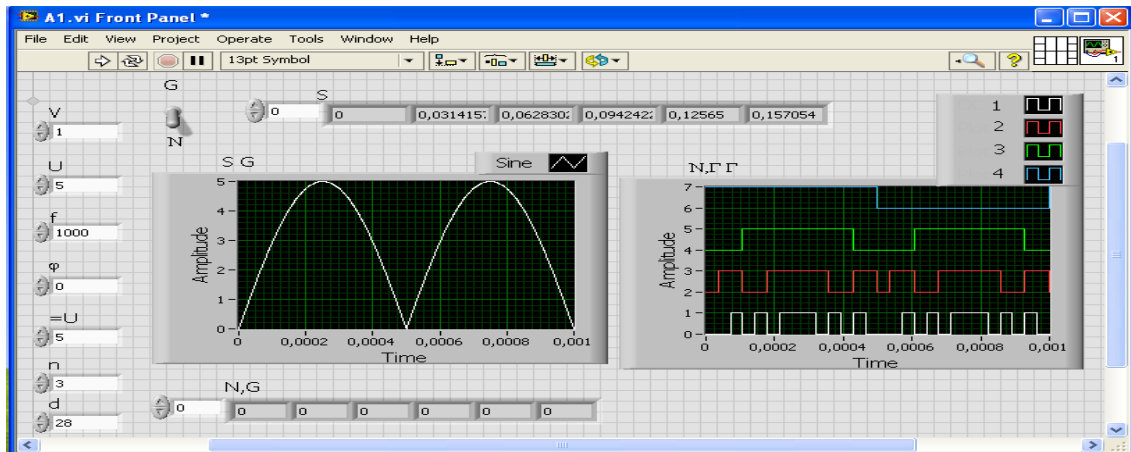 A1.vi Front Panel *
File Edit View Project Operate Tools Window Help
13pt Symbol
1
G
N
V
1
U
5
f
1000
φ
0
=U
5
n
3
d
28
S
0
0 0,031415 0,062830 0,094242 0,12565 0,157054
S G
Sine
Amplitude
5
4
3
2
1
0
0 0,0002 0,0004 0,0006 0,0008 0,001
Time
N,Γ Γ
1
2
3
4
Amplitude
7
6
5
4
3
2
1
0
0 0,0002 0,0004 0,0006 0,0008 0,001
Time
N,G
0
0 0 0 0 0 0